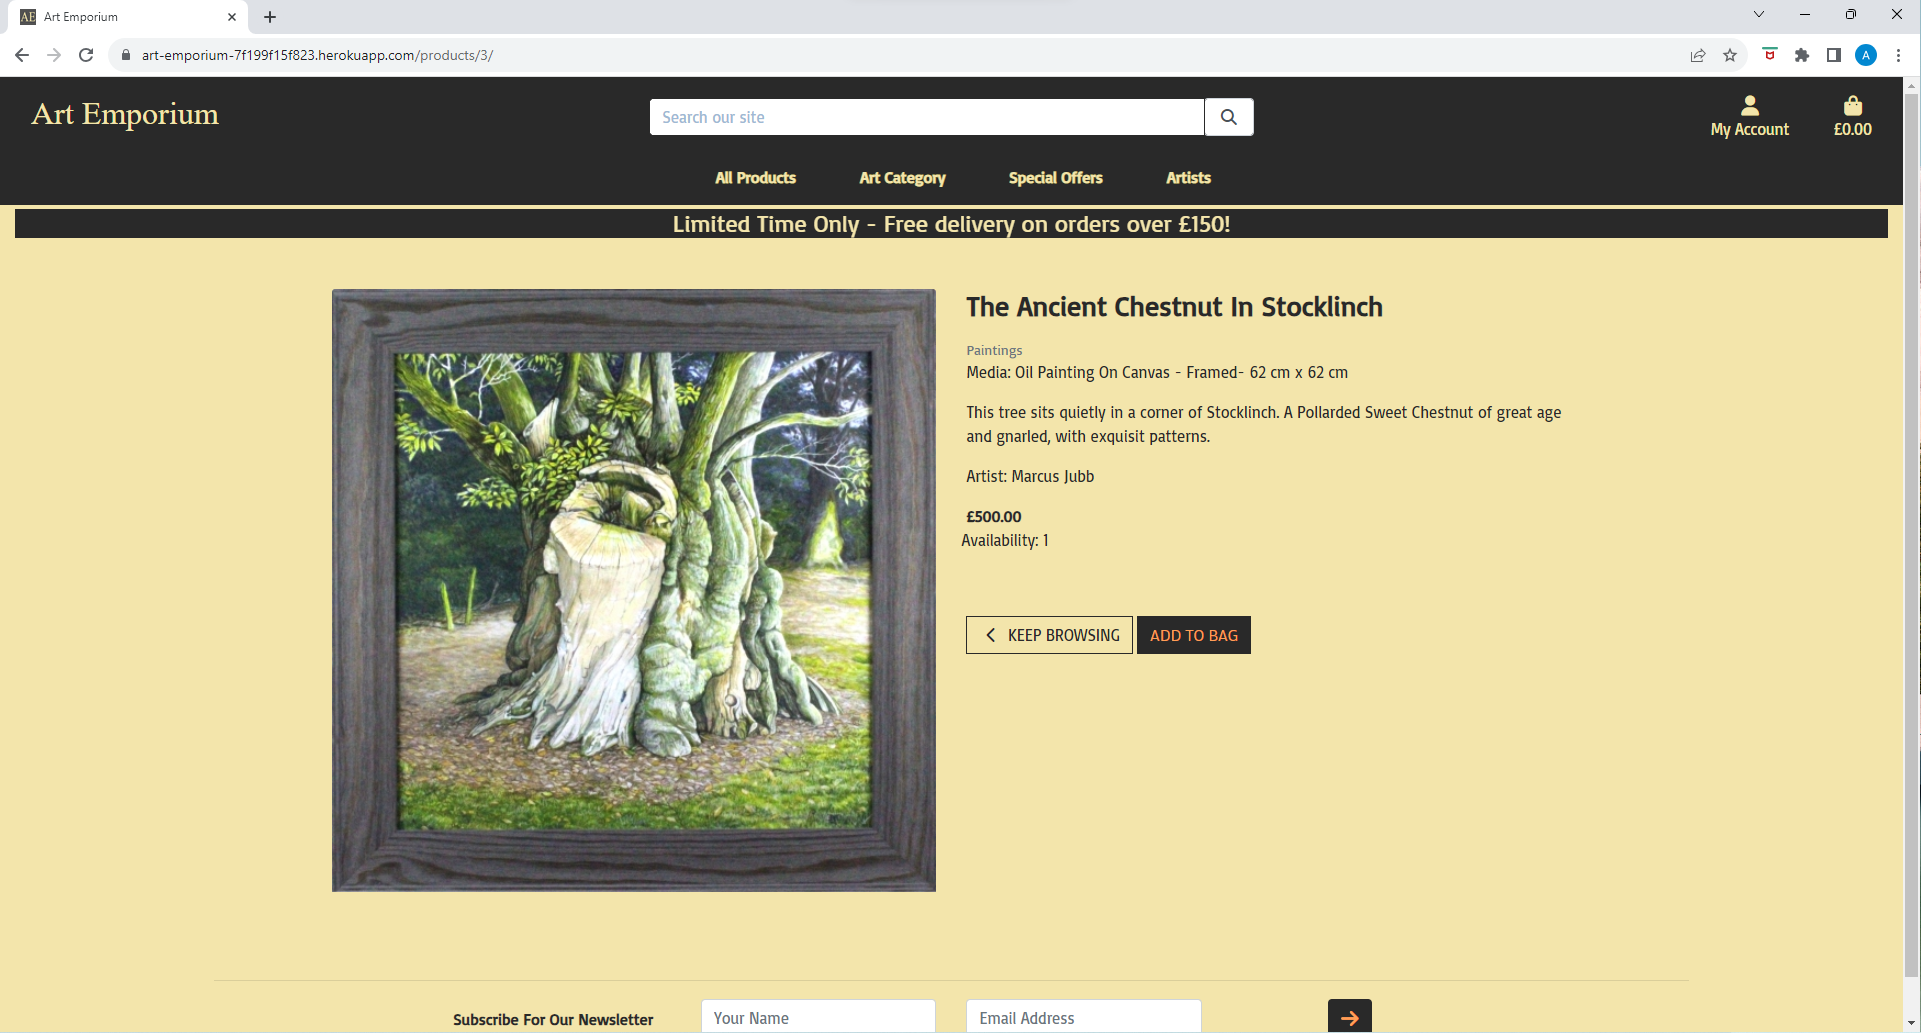 AE Art Emporium
art-emporium-7f199f15f823.herokuapp.com/products/3/
A
Art Emporium
Search our site
My Account
£0.00
All Products
Art Category
Special Offers
Artists
Limited Time Only - Free delivery on orders over £150!
The Ancient Chestnut In Stocklinch
Paintings
Media: Oil Painting On Canvas - Framed- 62 cm x 62 cm
This tree sits quietly in a corner of Stocklinch. A Pollarded Sweet Chestnut of great age
and gnarled, with exquisit patterns.
Artist: Marcus Jubb
£500.00
Availability: 1
KEEP BROWSING
ADD TO BAG
Subscribe For Our Newsletter
Your Name
Email Address